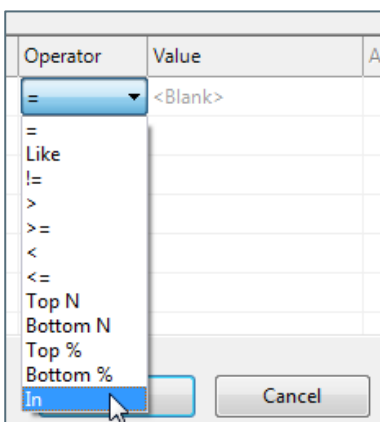 Operator Value A
= <Blank>
=
Like
!=
>
>=
<
<=
Top N
Bottom N
Top %
Bottom %
In
Cancel